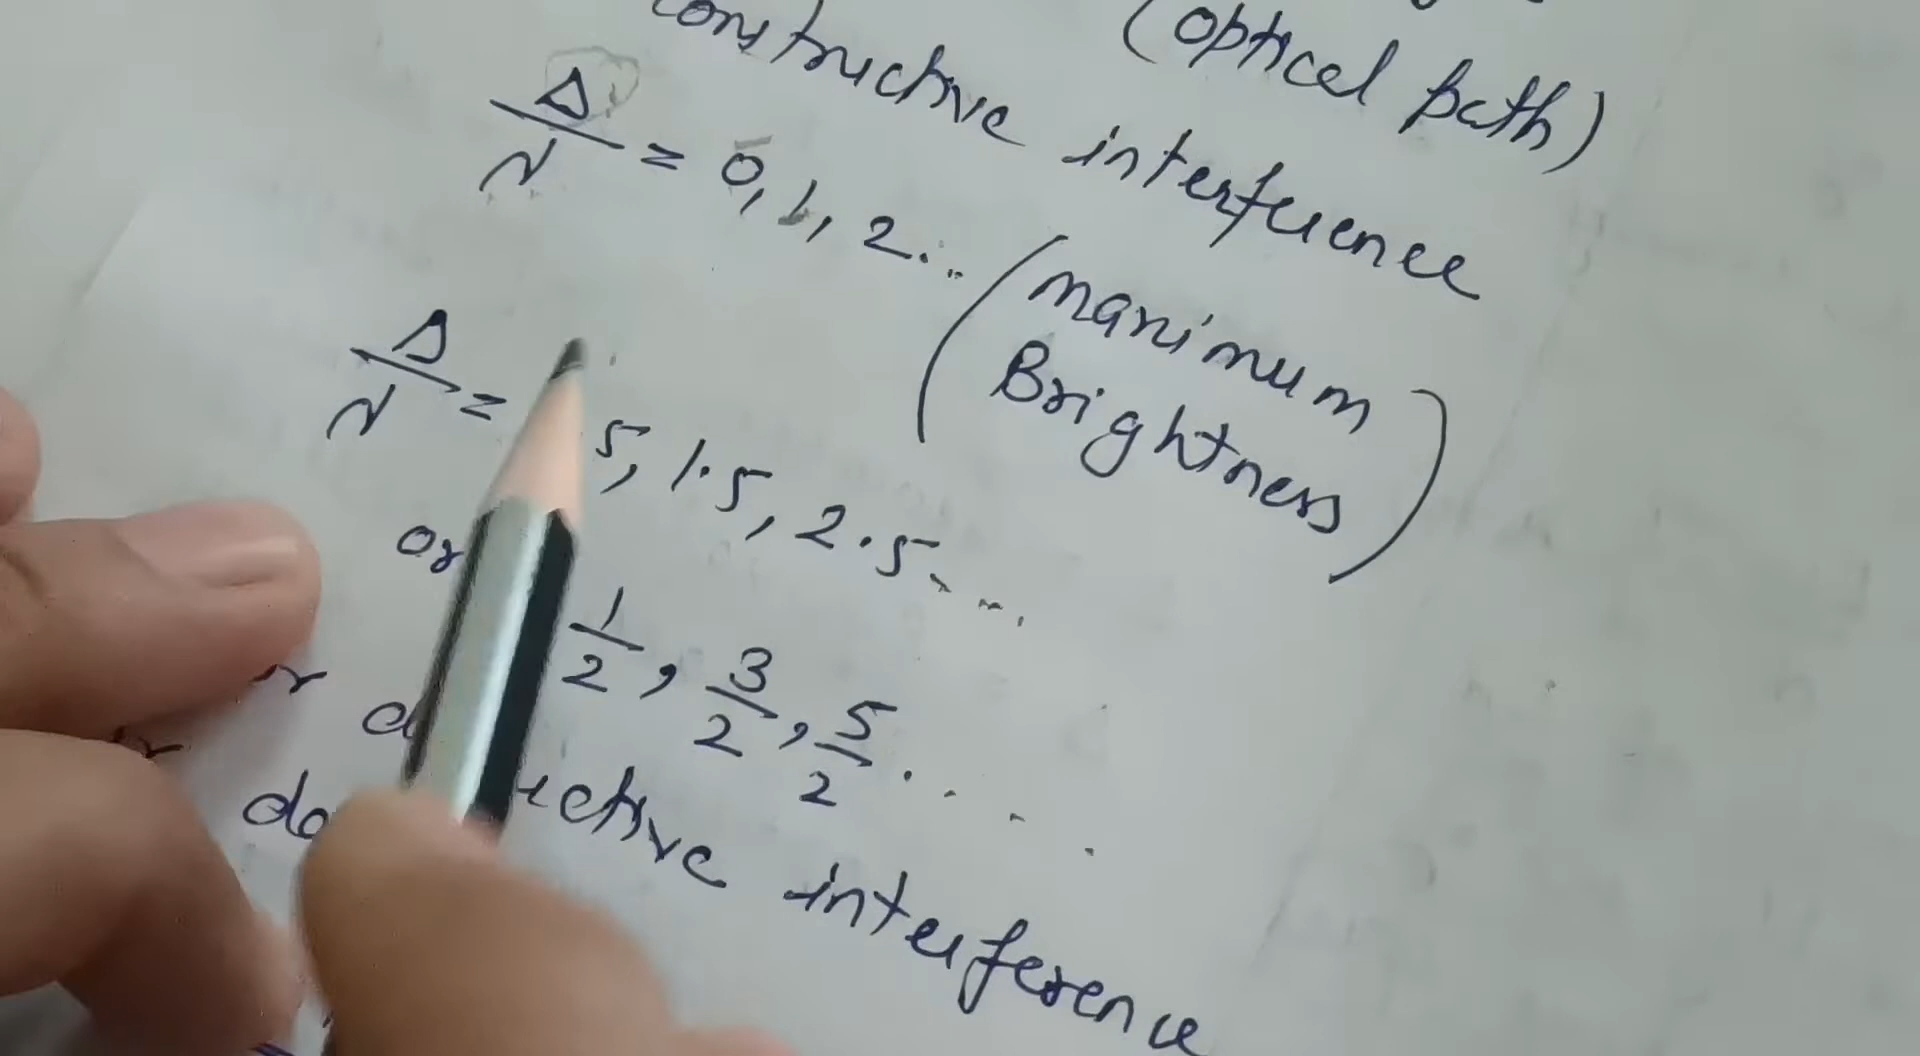 (optical path)
constructive interference
Δ/λ = 0, 1, 2...
(maximum
Brightness)
Δ/λ = 5, 1.5, 2.5....
or 1/2, 3/2, 5/2....
interference